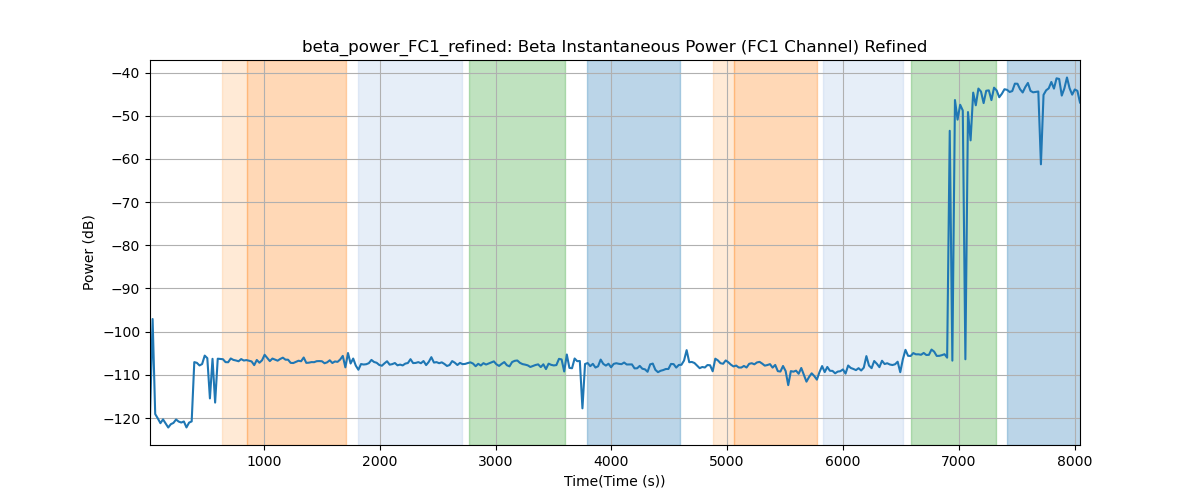 beta_power_FC1_refined: Beta Instantaneous Power (FC1 Channel) Refined
−40
−50
−60
−70
−80
−90
−100
−110
−120
Power (dB)
1000 2000 3000 4000 5000 6000 7000 8000
Time(Time (s))